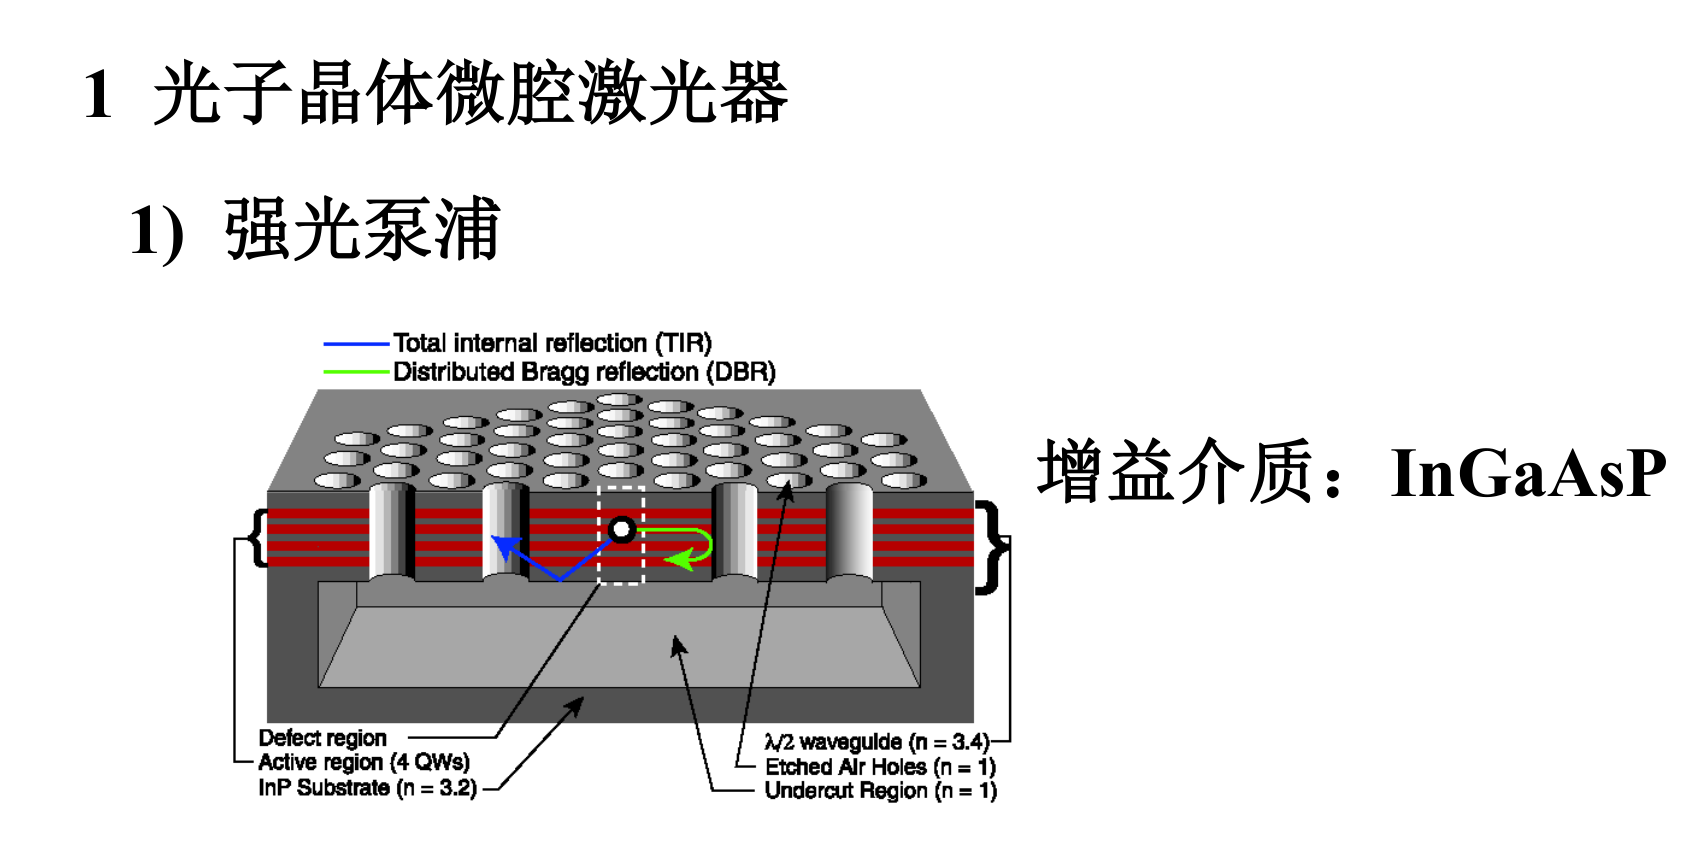 1 光子晶体微腔激光器
1) 强光泵浦
Total internal reflection (TIR)
Distributed Bragg reflection (DBR)
增益介质：InGaAsP
Defect region
Active region (4 QWs)
InP Substrate (n = 3.2)
λ/2 waveguide (n = 3.4)
Etched Air Holes (n = 1)
Undercut Region (n = 1)